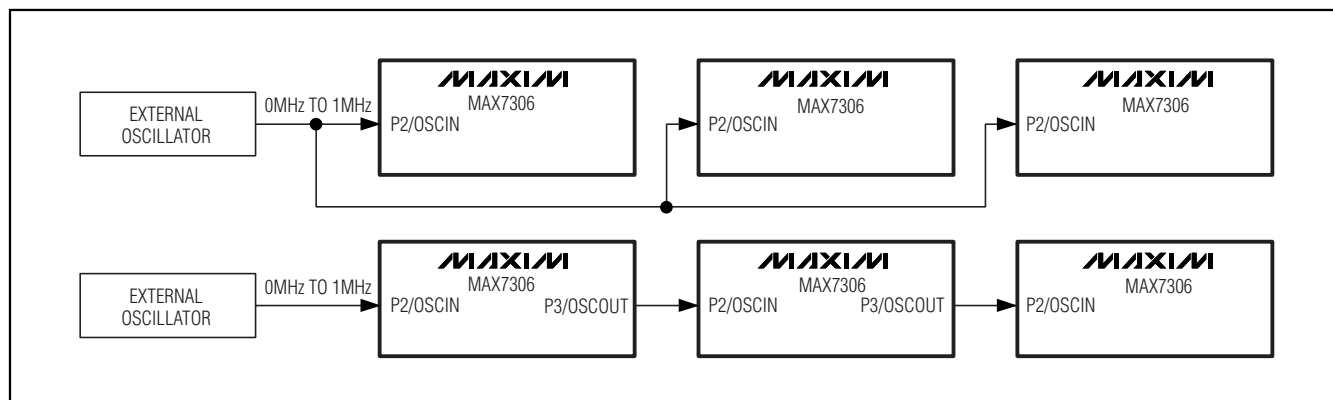 MAXIM
MAX7306
P2/OSCIN
EXTERNAL
OSCILLATOR
0MHz TO 1MHz
MAXIM
MAX7306
P2/OSCIN
MAXIM
MAX7306
P2/OSCIN
EXTERNAL
OSCILLATOR
0MHz TO 1MHz
MAXIM
MAX7306
P2/OSCIN
P3/OSCOUT
MAXIM
MAX7306
P2/OSCIN
P3/OSCOUT
MAXIM
MAX7306
P2/OSCIN